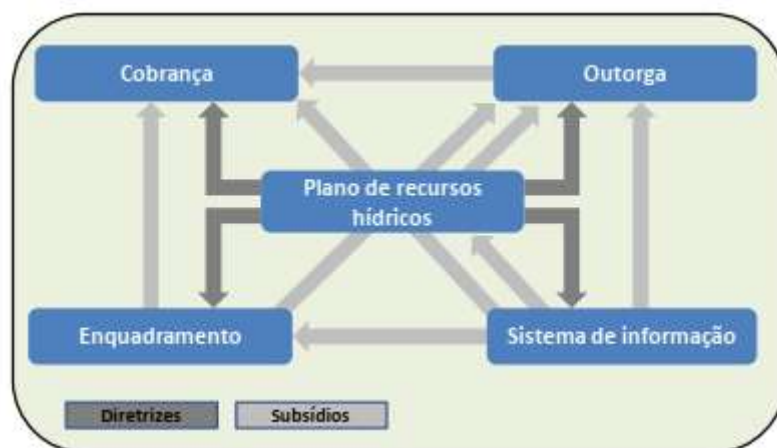 Cobrança
Outorga
Plano de recursos
hídricos
Enquadramento
Sistema de informação
Diretrizes
Subsídios